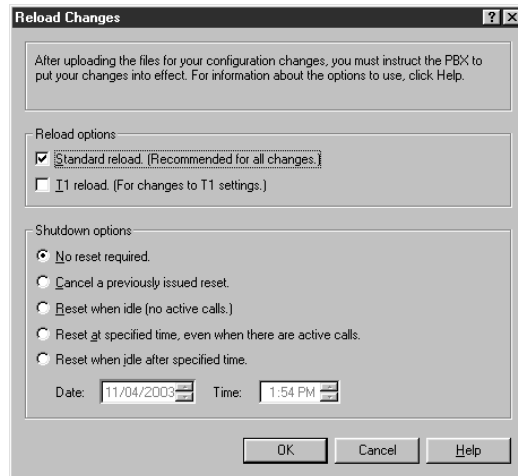 Reload Changes
After uploading the files for your configuration changes, you must instruct the PBX to
put your changes into effect. For information about the options to use, click Help.
Reload options
Standard reload. (Recommended for all changes.)
T1 reload. (For changes to T1 settings.)
Shutdown options
No reset required.
Cancel a previously issued reset.
Reset when idle (no active calls.)
Reset at specified time, even when there are active calls.
Reset when idle after specified time.
Date: 11/04/2003 Time: 1:54 PM
OK Cancel Help